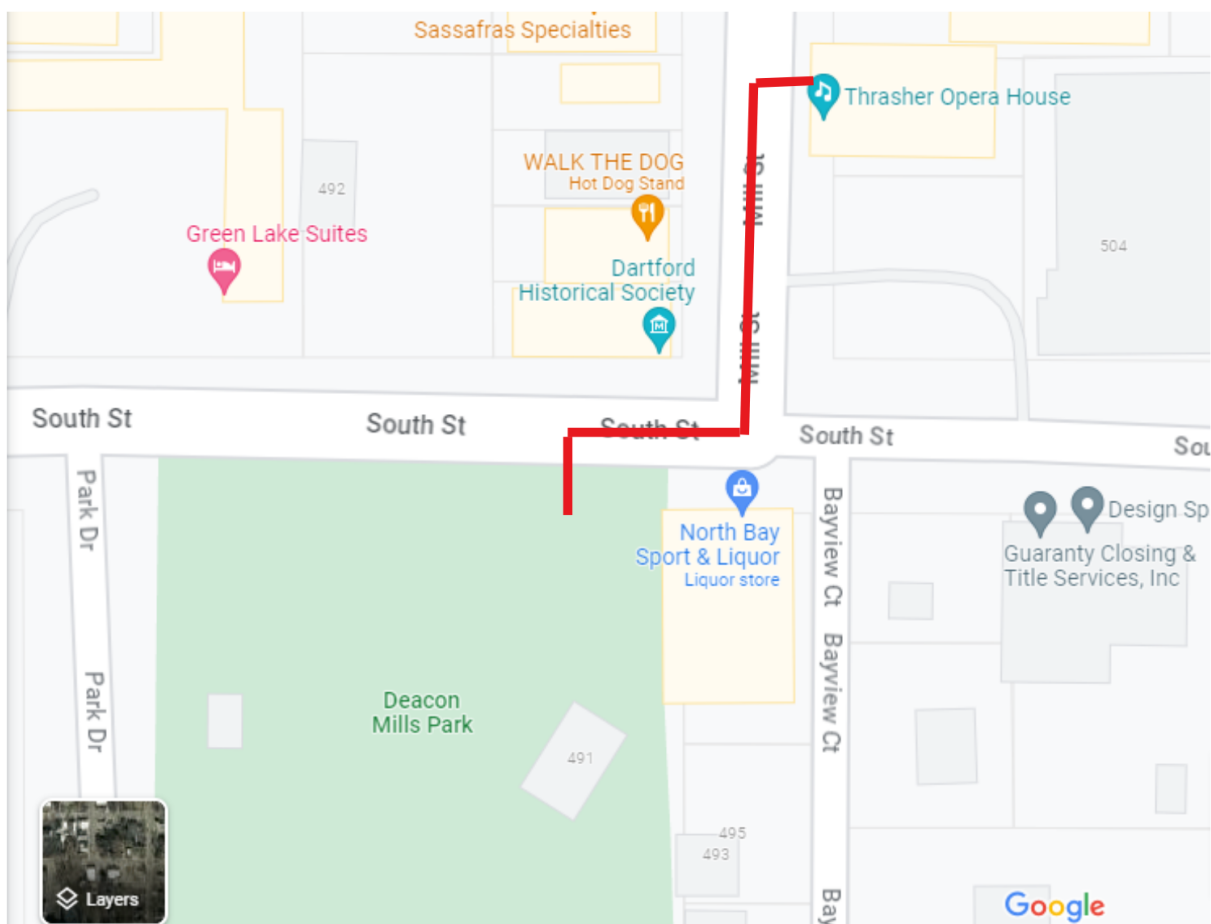 Sassafras Specialties
Thrasher Opera House
WALK THE DOG
Hot Dog Stand
492
Mill St
Green Lake Suites
504
Dartford
Historical Society
Mill St
South St
South St
South St
South St
Sou
Park Dr
Bayview Ct
North Bay
Sport & Liquor
Liquor store
Design Sp
Guaranty Closing &
Title Services, Inc
Park Dr
Deacon
Mills Park
Bayview Ct
491
495
493
Layers
Bay
Google